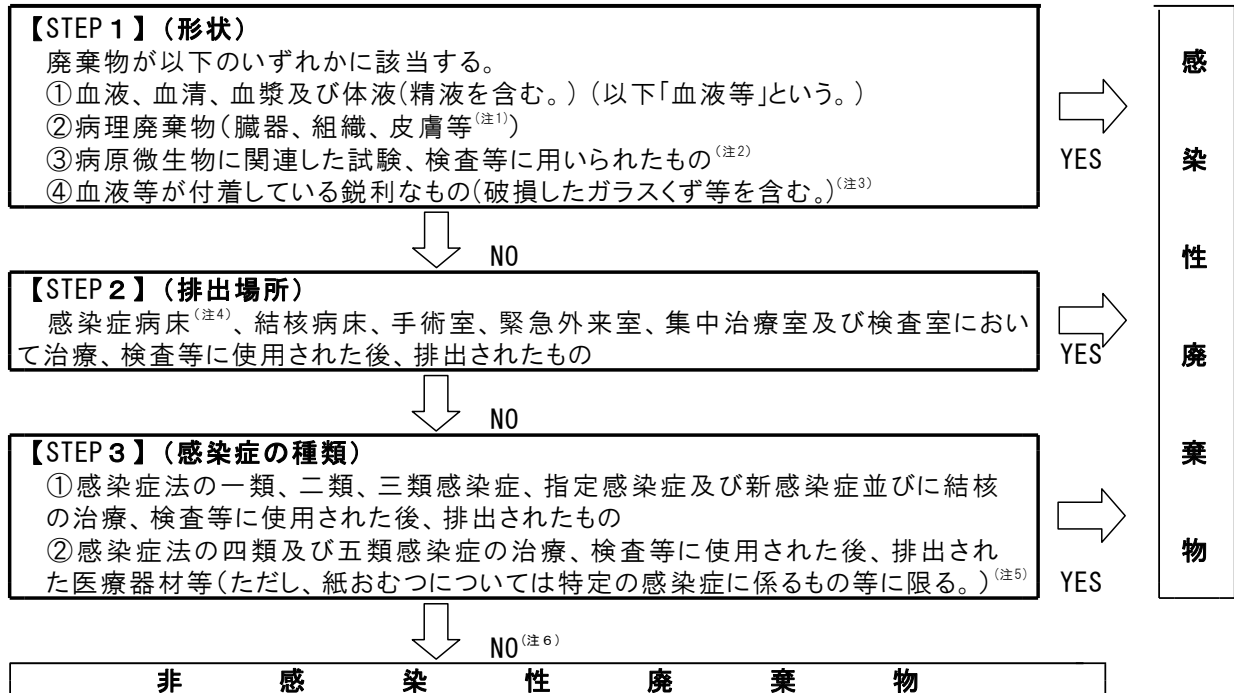 【STEP1】(形状)
廃棄物が以下のいずれかに該当する。
①血液、血清、血漿及び体液(精液を含む。)(以下「血液等」という。)
②病理廃棄物(臓器、組織、皮膚等(注1))
③病原微生物に関連した試験、検査等に用いられたもの(注2)
④血液等が付着している鋭利なもの(破損したガラスくず等を含む。)(注3)
YES
NO
【STEP2】(排出場所)
感染症病床(注4)、結核病床、手術室、緊急外来室、集中治療室及び検査室におい
て治療、検査等に使用された後、排出されたもの
YES
NO
【STEP3】(感染症の種類)
①感染症法の一類、二類、三類感染症、指定感染症及び新感染症並びに結核
の治療、検査等に使用された後、排出されたもの
②感染症法の四類及び五類感染症の治療、検査等に使用された後、排出され
た医療器材等(ただし、紙おむつについては特定の感染症に係るもの等に限る。)(注5)
YES
NO(注6)
非感染性廃棄物
感染性廃棄物